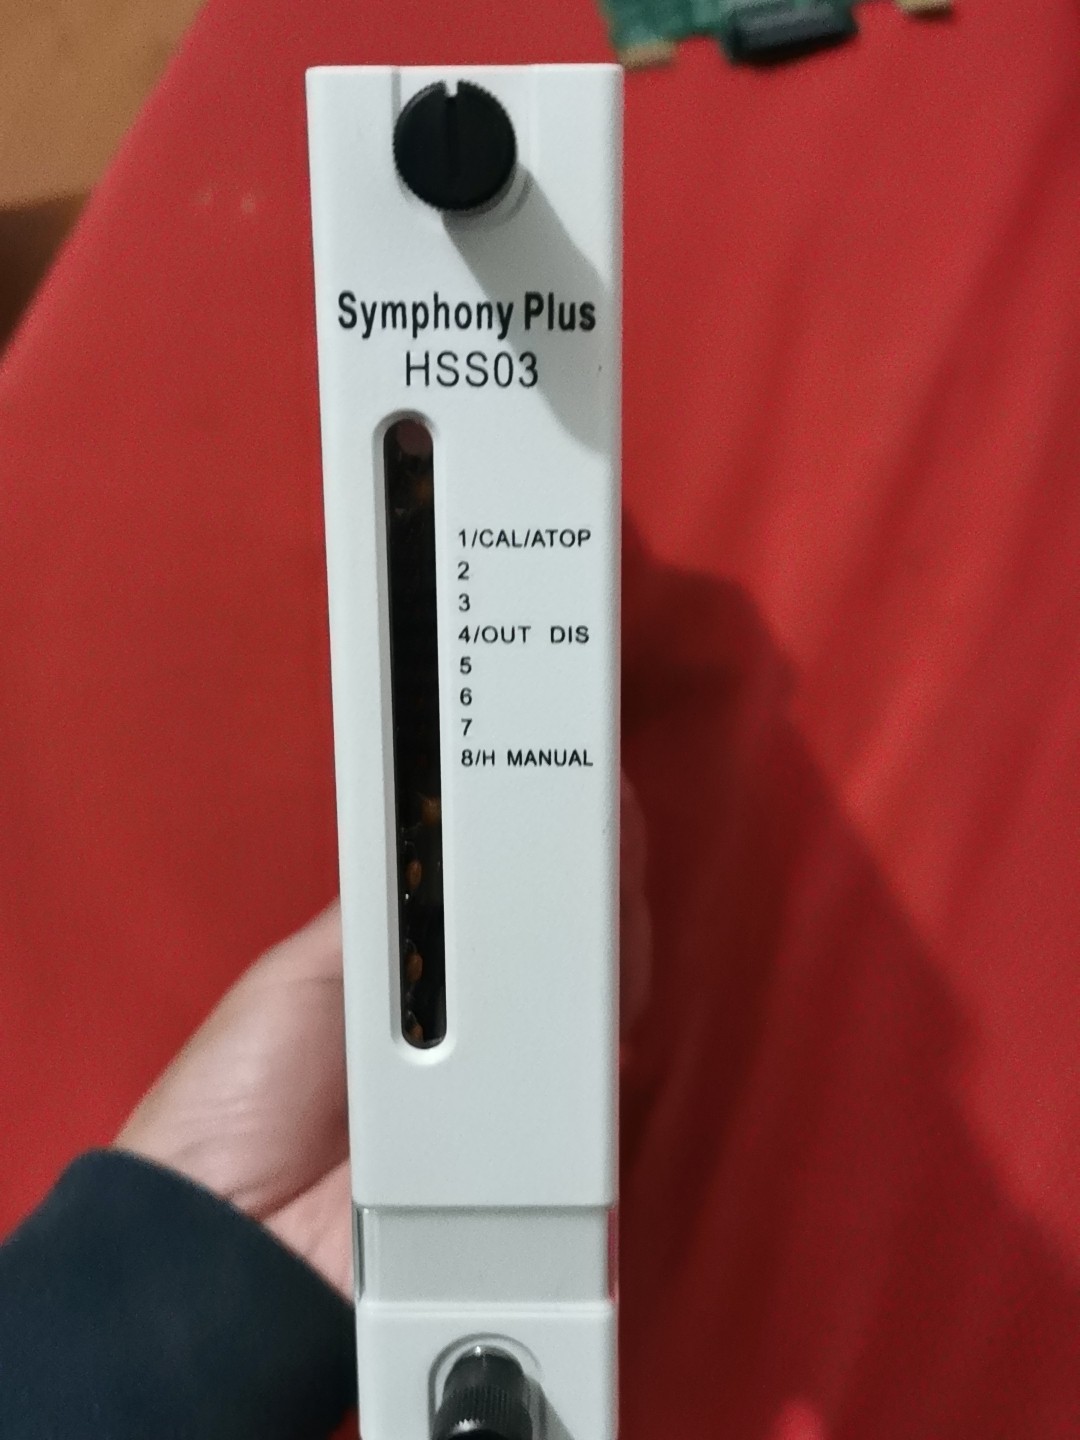 Symphony Plus
HSS03
1/CAL/ATOP
2
3
4/OUT DIS
5
6
7
8/H MANUAL